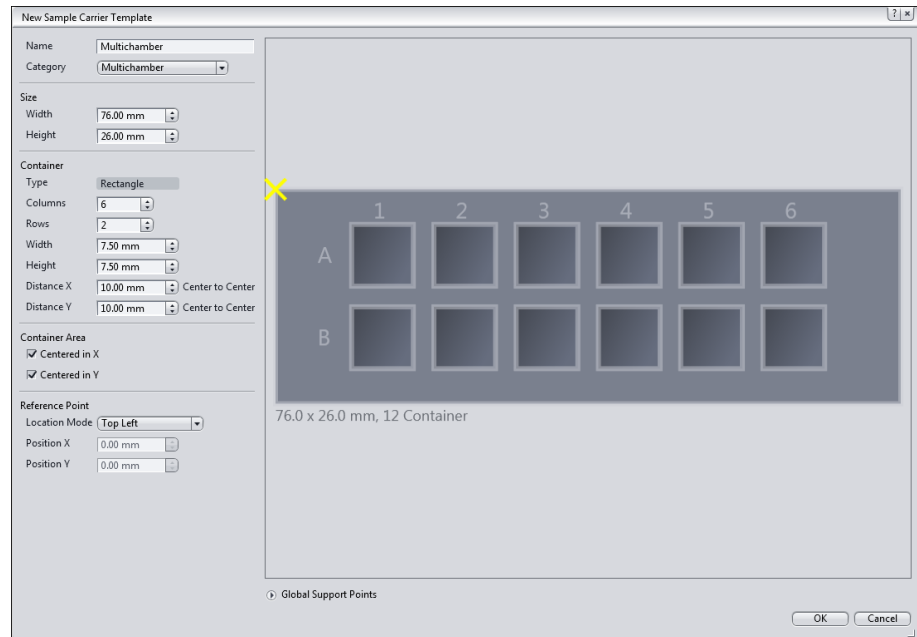 New Sample Carrier Template
Name Multichamber
Category Multichamber
Size
Width 76.00 mm
Height 26.00 mm
Container
Type Rectangle
Columns 6
Rows 2
Width 7.50 mm
Height 7.50 mm
Distance X 10.00 mm Center to Center
Distance Y 10.00 mm Center to Center
Container Area
Centered in X
Centered in Y
Reference Point
Location Mode Top Left
Position X 0.00 mm
Position Y 0.00 mm
1 2 3 4 5 6
A
B
76.0 x 26.0 mm, 12 Container
Global Support Points
OK Cancel